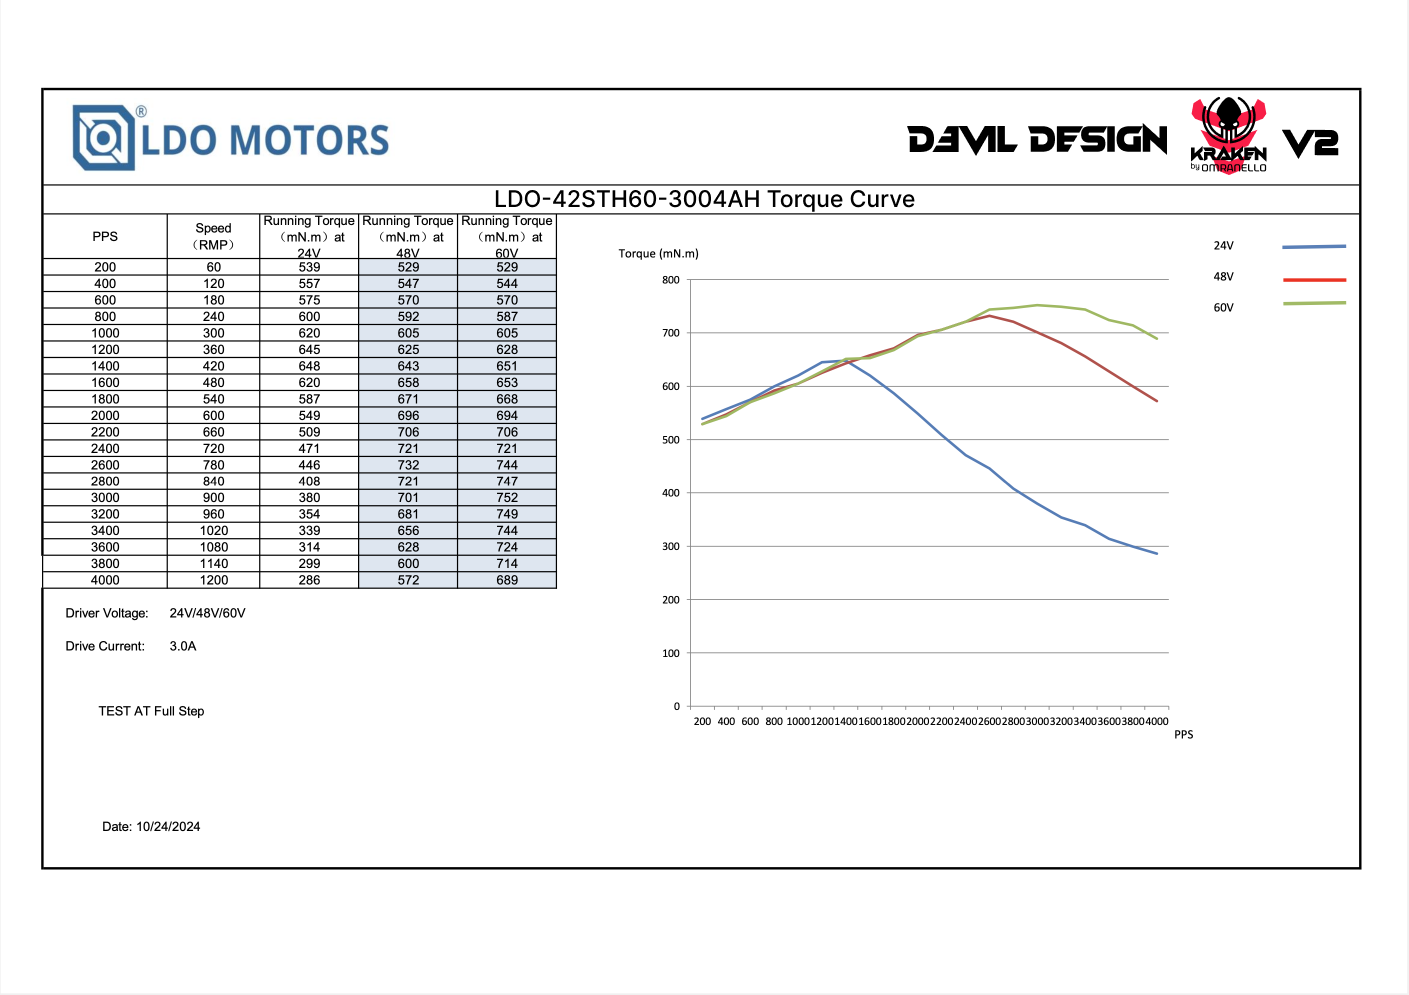 LDO MOTORS®
DEVIL DESIGN
KRAKEN
by OMRANELLO
V2
LDO-42STH60-3004AH Torque Curve
PPS Speed（RMP） Running Torque（mN.m）at 24V Running Torque（mN.m）at 48V Running Torque（mN.m）at 60V
200 60 539 529 529
400 120 557 547 544
600 180 575 570 570
800 240 600 592 587
1000 300 620 605 605
1200 360 645 625 628
1400 420 648 643 651
1600 480 620 658 653
1800 540 587 671 668
2000 600 549 696 694
2200 660 509 706 706
2400 720 471 721 721
2600 780 446 732 744
2800 840 408 721 747
3000 900 380 701 752
3200 960 354 681 749
3400 1020 339 656 744
3600 1080 314 628 724
3800 1140 299 600 714
4000 1200 286 572 689
Driver Voltage: 24V/48V/60V
Drive Current: 3.0A
TEST AT Full Step
Date: 10/24/2024
Torque (mN.m)
24V
48V
60V
800
700
600
500
400
300
200
100
0
200 400 600 800 1000 1200 1400 1600 1800 2000 2200 2400 2600 2800 3000 3200 3400 3600 3800 4000
PPS